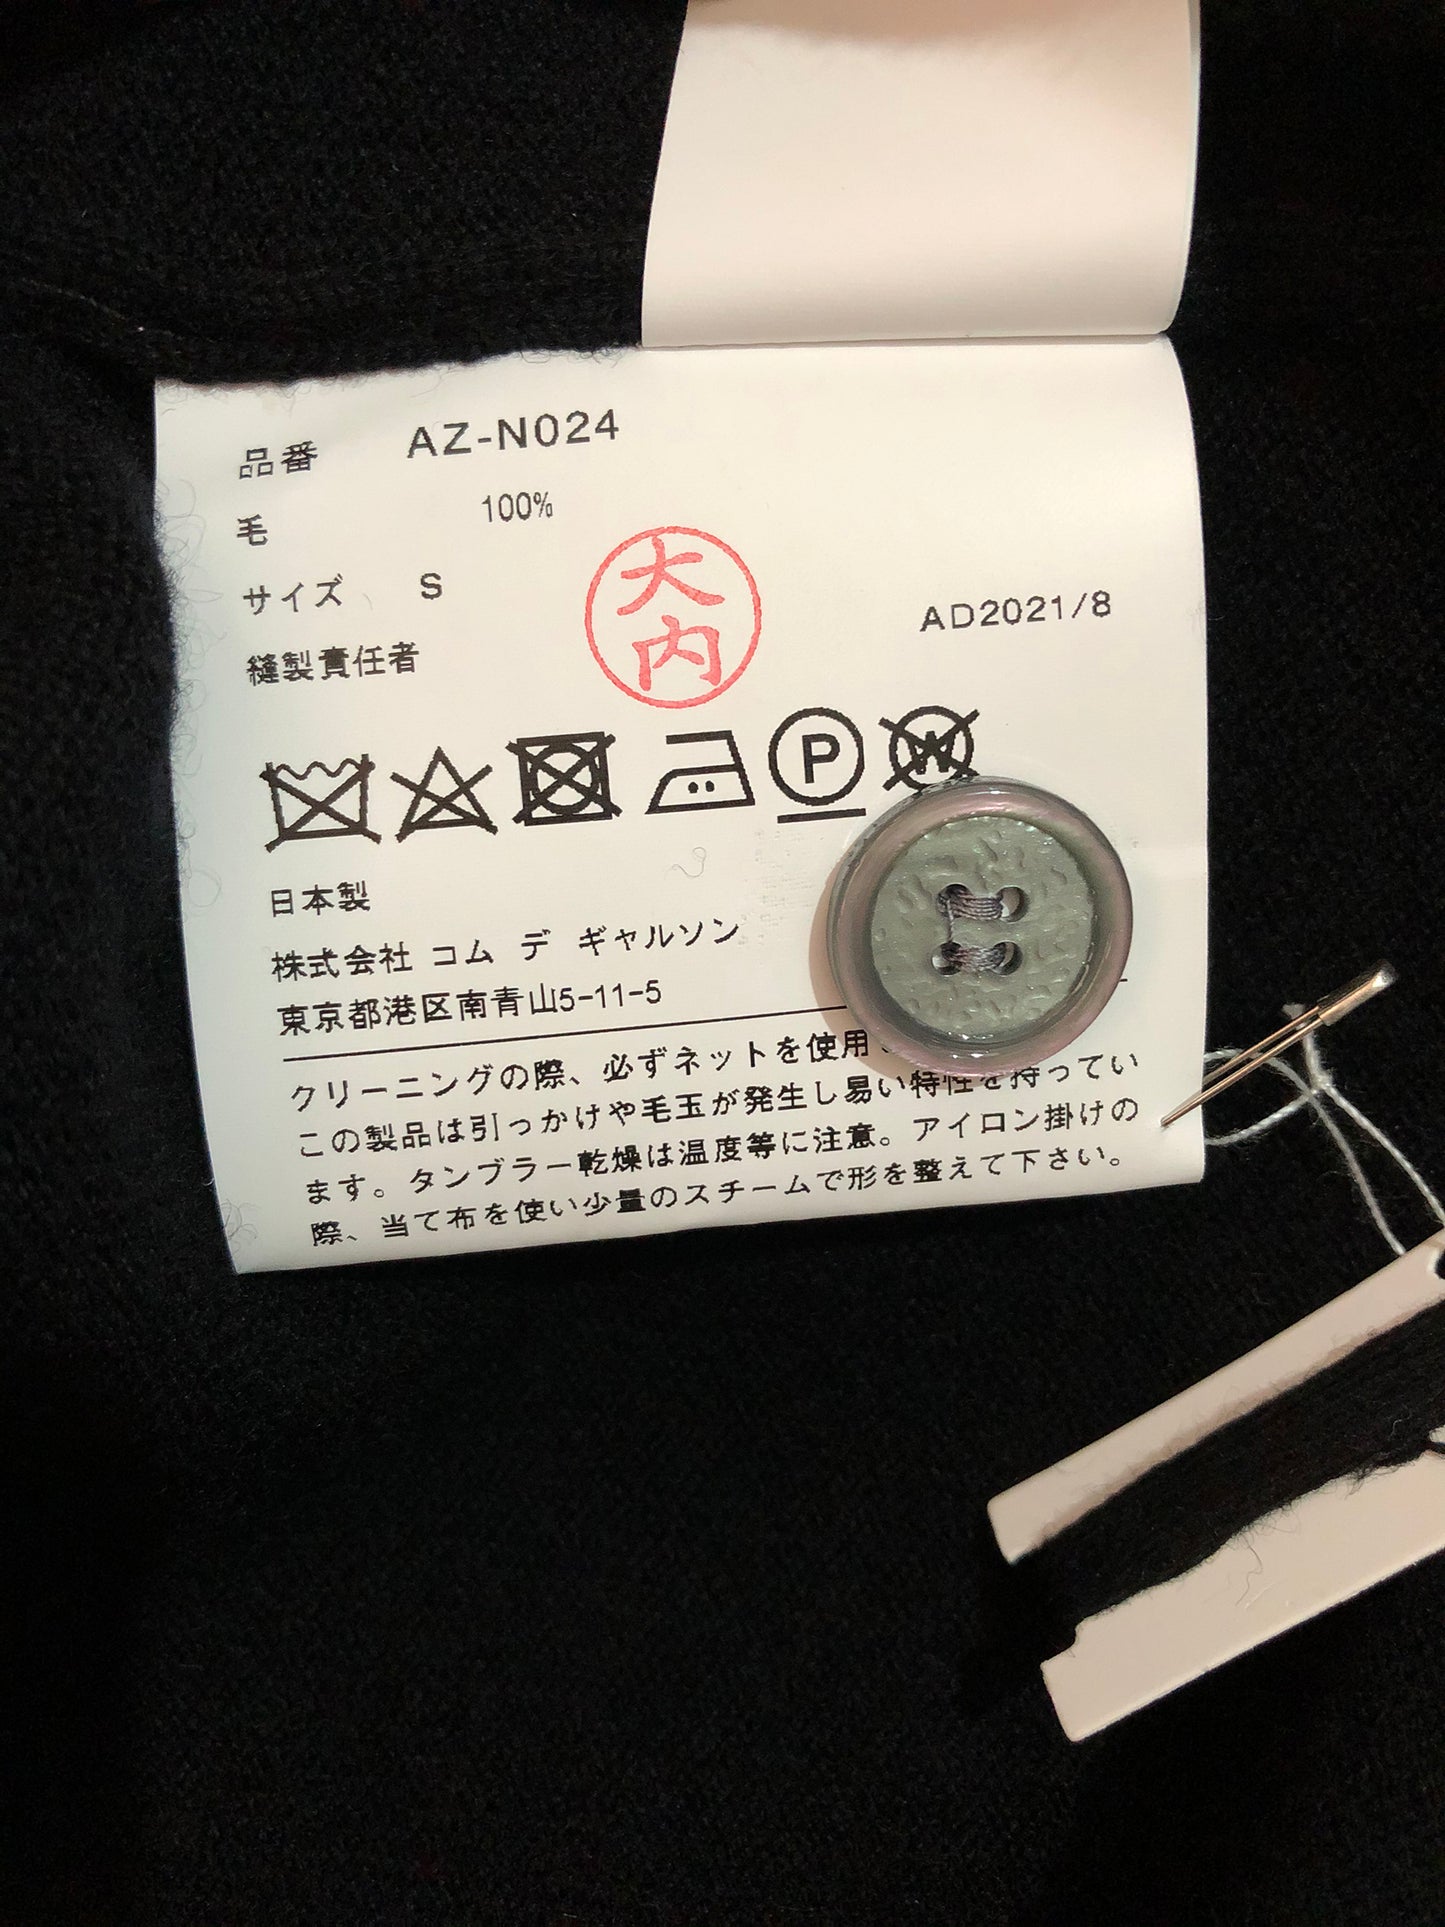 品番 AZ-N024
毛 100%
サイズ S
大内
AD2021/8
縫製責任者
P W
日本製
株式会社 コム デ ギャルソン
東京都港区南青山5-11-5
クリーニングの際、必ずネットを使用
この製品は引っかけや毛玉が発生し易い特性を持ってい
ます。タンブラー乾燥は温度等に注意。アイロン掛けの
際、当て布を使い少量のスチームで形を整えて下さい。